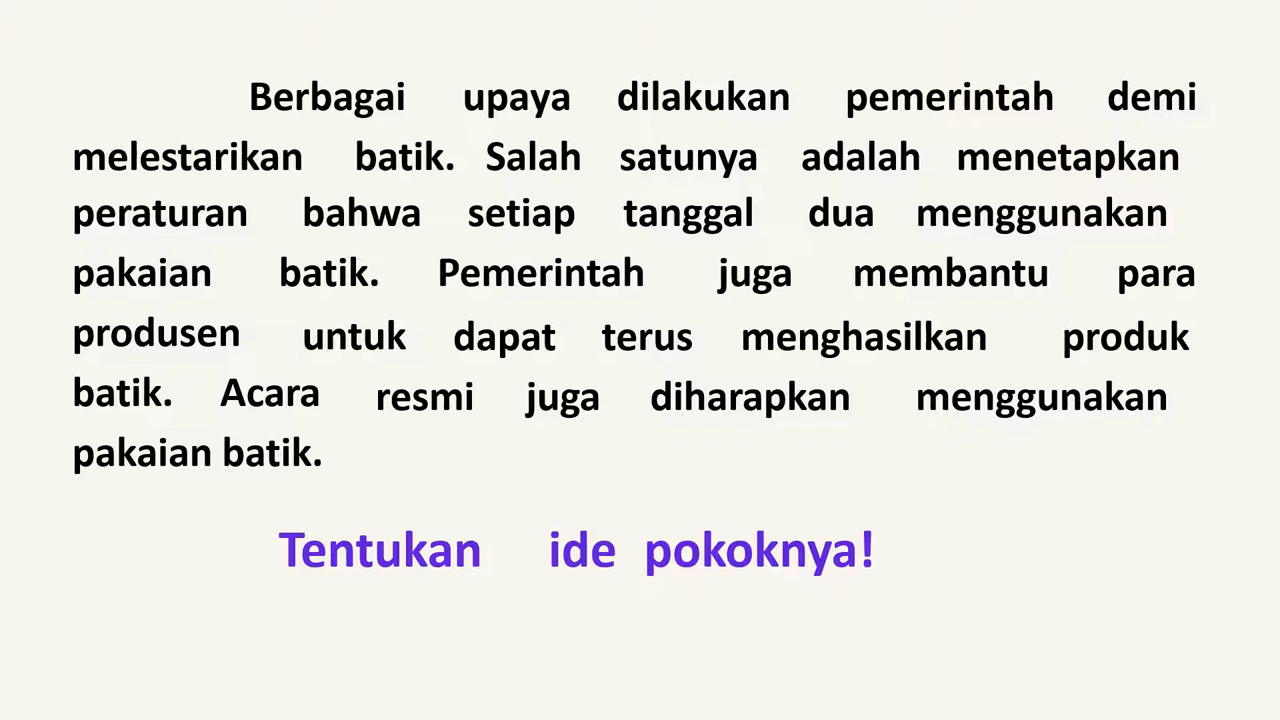 Berbagai upaya dilakukan pemerintah demi
melestarikan batik. Salah satunya adalah menetapkan
peraturan bahwa setiap tanggal dua menggunakan
pakaian batik. Pemerintah juga membantu para
produsen untuk dapat terus menghasilkan produk
batik. Acara resmi juga diharapkan menggunakan
pakaian batik.
Tentukan ide pokoknya!